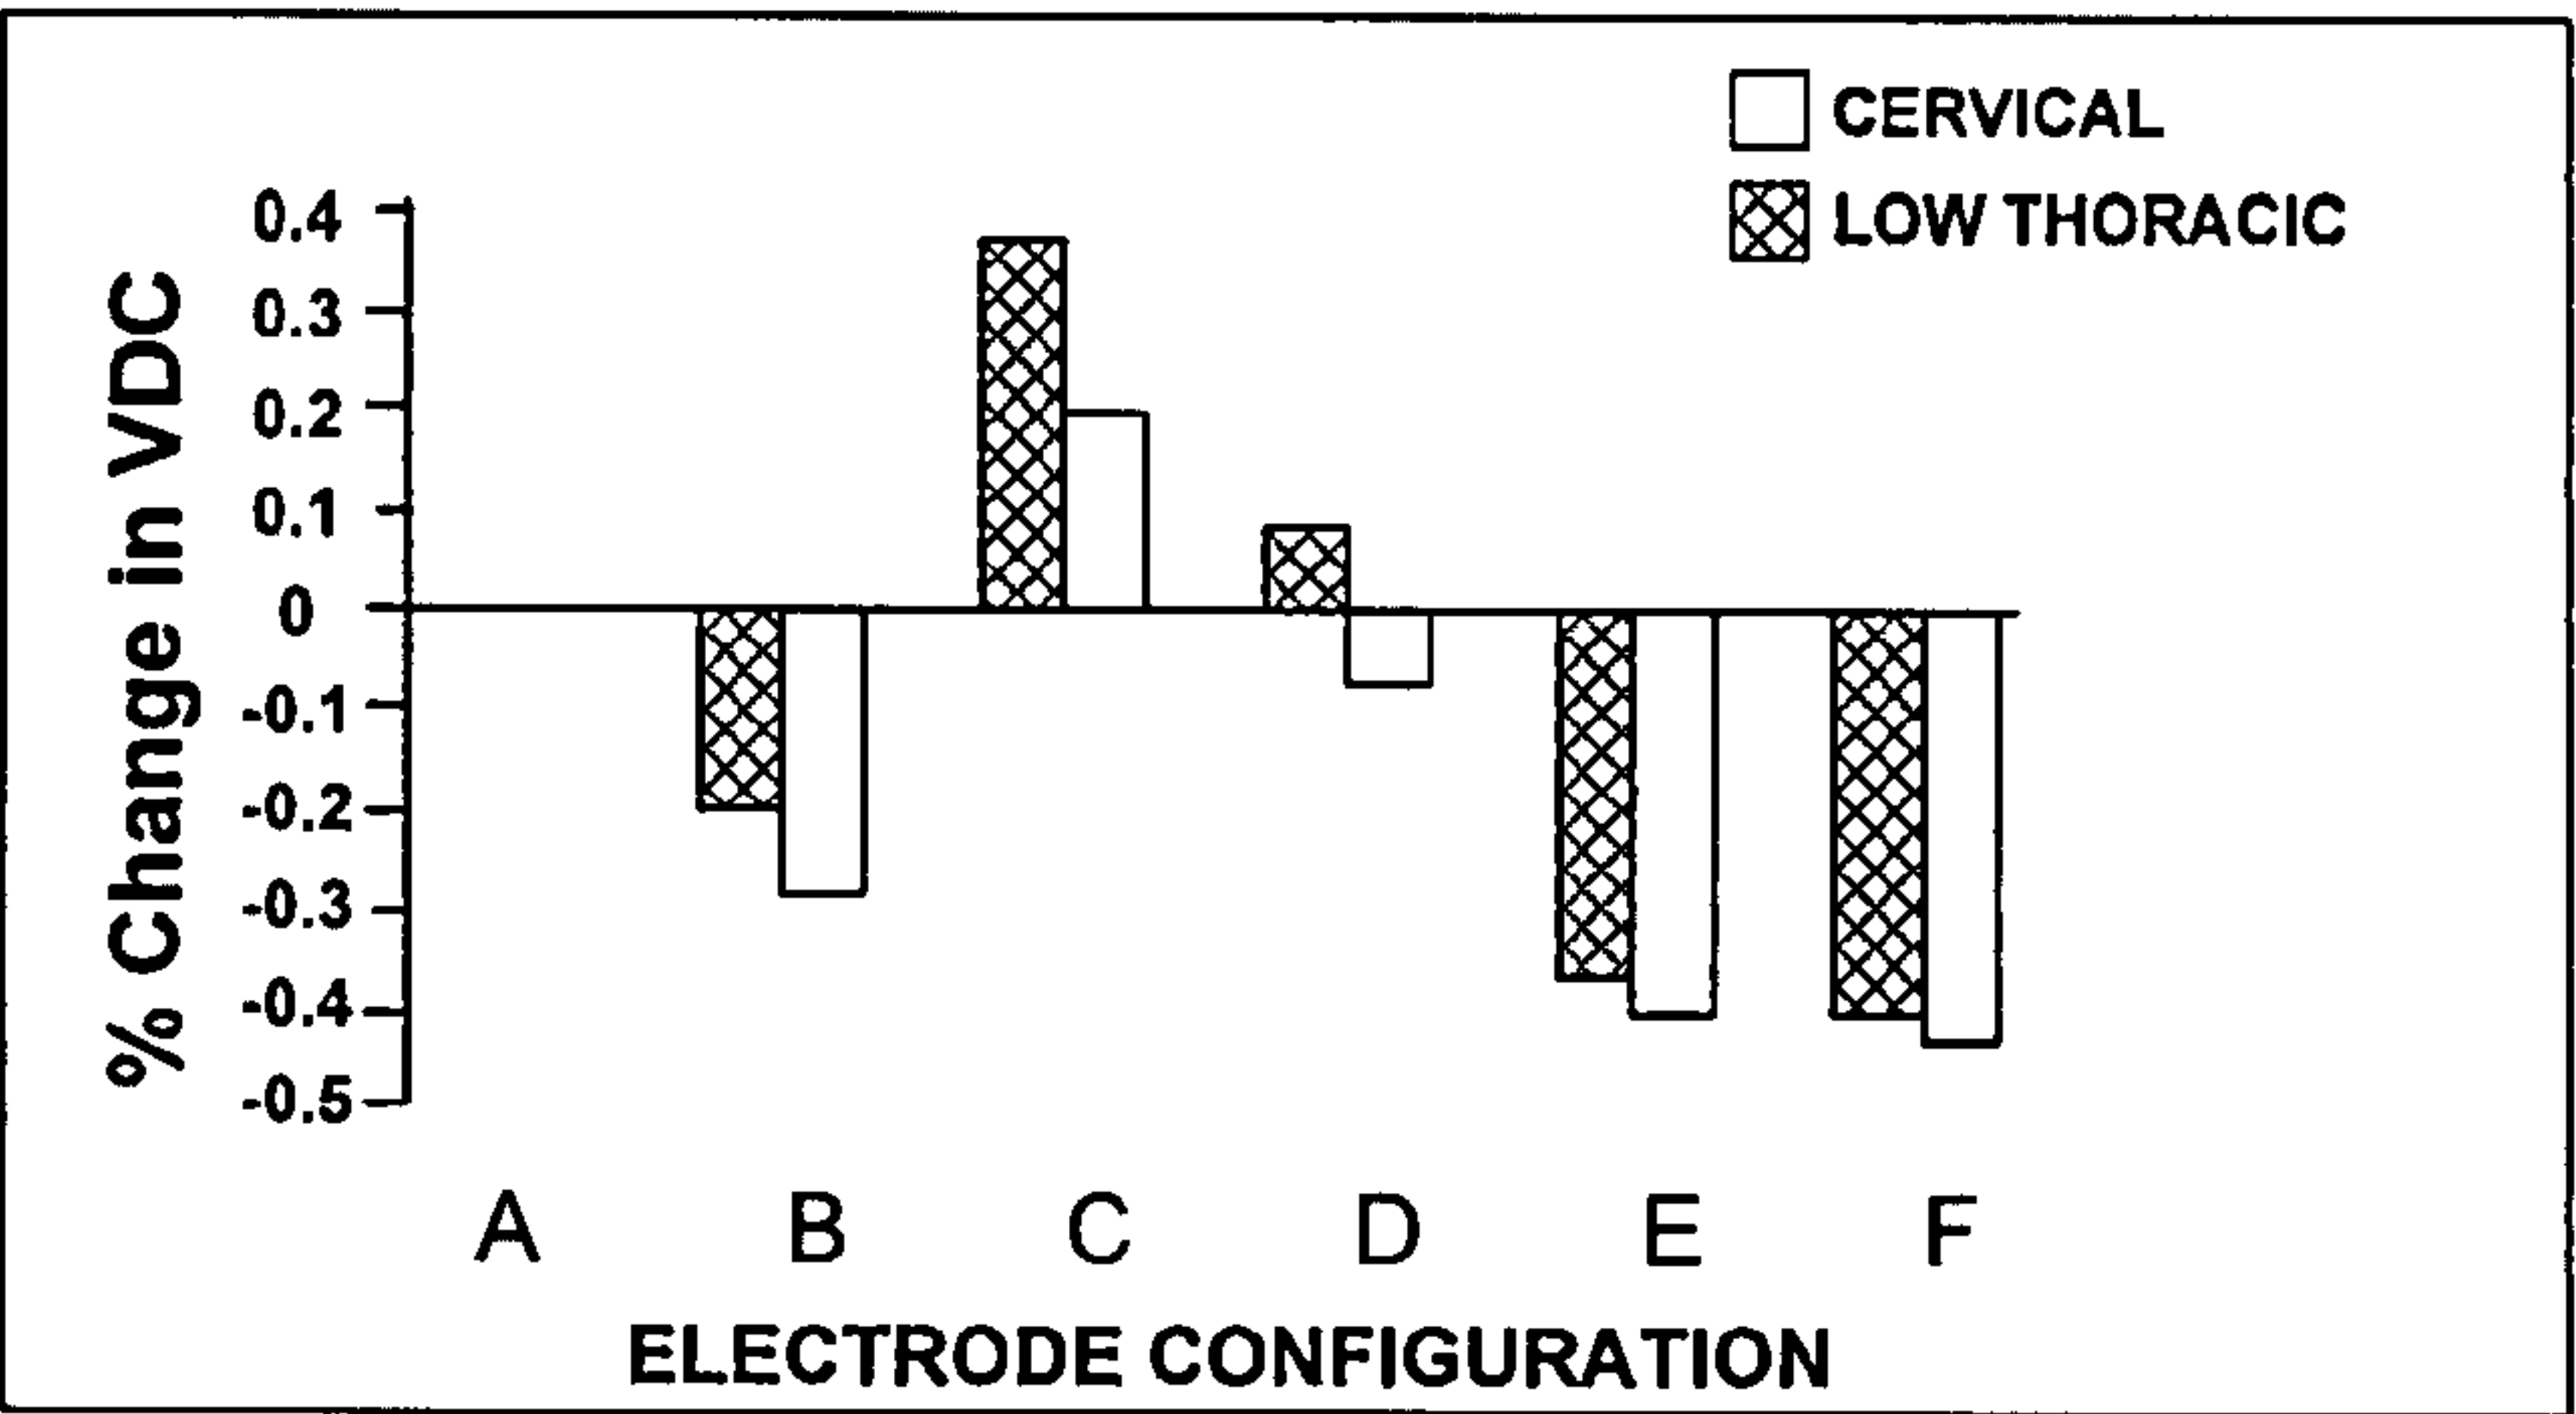 CERVICAL
LOW THORACIC
% Change in VDC
0.4
0.3
0.2
0.1
0
-0.1
-0.2
-0.3
-0.4
-0.5
A B C D E F
ELECTRODE CONFIGURATION